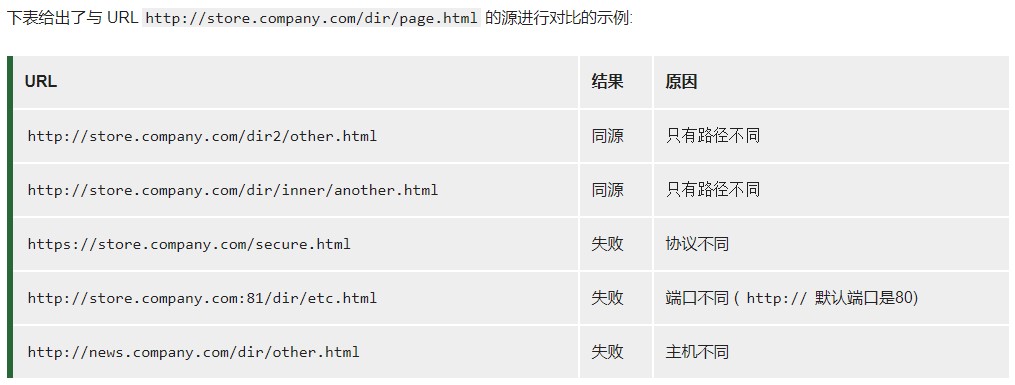 下表给出了与 URL http://store.company.com/dir/page.html 的源进行对比的示例:
URL 结果 原因
http://store.company.com/dir2/other.html 同源 只有路径不同
http://store.company.com/dir/inner/another.html 同源 只有路径不同
https://store.company.com/secure.html 失败 协议不同
http://store.company.com:81/dir/etc.html 失败 端口不同 ( http:// 默认端口是80)
http://news.company.com/dir/other.html 失败 主机不同